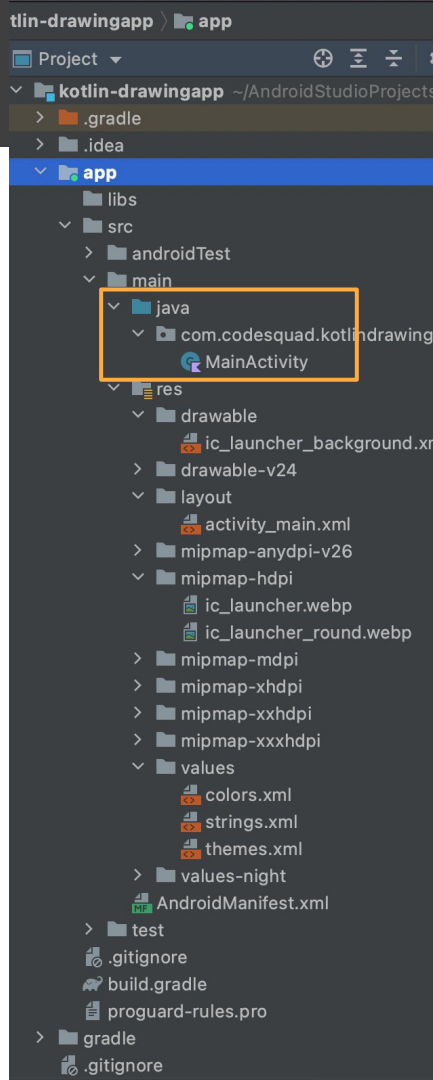 tlin-drawingapp app
Project
kotlin-drawingapp ~/AndroidStudioProjects
.gradle
.idea
app
libs
src
androidTest
main
java
com.codesquad.kotlindrawing
MainActivity
res
drawable
ic_launcher_background.xm
drawable-v24
layout
activity_main.xml
mipmap-anydpi-v26
mipmap-hdpi
ic_launcher.webp
ic_launcher_round.webp
mipmap-mdpi
mipmap-xhdpi
mipmap-xxhdpi
mipmap-xxxhdpi
values
colors.xml
strings.xml
themes.xml
values-night
MF AndroidManifest.xml
test
.gitignore
build.gradle
proguard-rules.pro
gradle
.gitignore